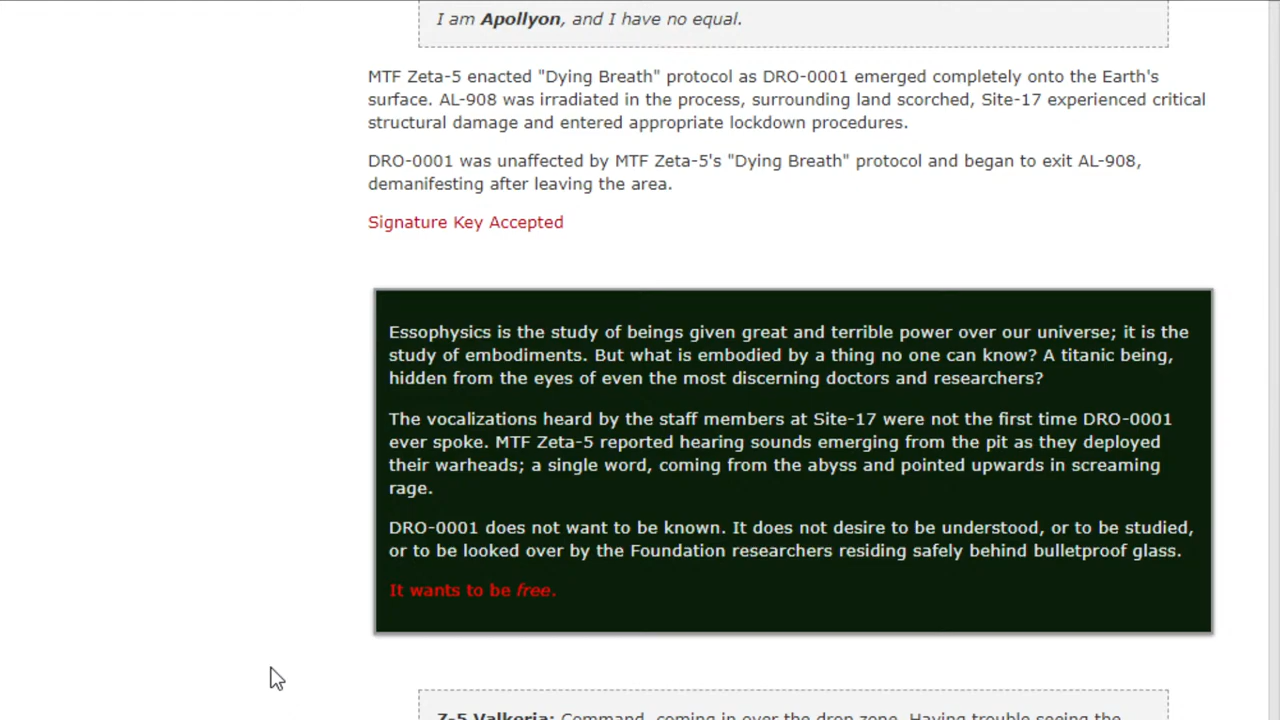 I am Apollyon, and I have no equal.
MTF Zeta-5 enacted "Dying Breath" protocol as DRO-0001 emerged completely onto the Earth's
surface. AL-908 was irradiated in the process, surrounding land scorched, Site-17 experienced critical
structural damage and entered appropriate lockdown procedures.
DRO-0001 was unaffected by MTF Zeta-5's "Dying Breath" protocol and began to exit AL-908,
demanifesting after leaving the area.
Signature Key Accepted
Essophysics is the study of beings given great and terrible power over our universe; it is the
study of embodiments. But what is embodied by a thing no one can know? A titanic being,
hidden from the eyes of even the most discerning doctors and researchers?
The vocalizations heard by the staff members at Site-17 were not the first time DRO-0001
ever spoke. MTF Zeta-5 reported hearing sounds emerging from the pit as they deployed
their warheads; a single word, coming from the abyss and pointed upwards in screaming
rage.
DRO-0001 does not want to be known. It does not desire to be understood, or to be studied,
or to be looked over by the Foundation researchers residing safely behind bulletproof glass.
It wants to be free.
Z-5 Valkeria: Command, coming in over the drop zone. Having trouble seeing the